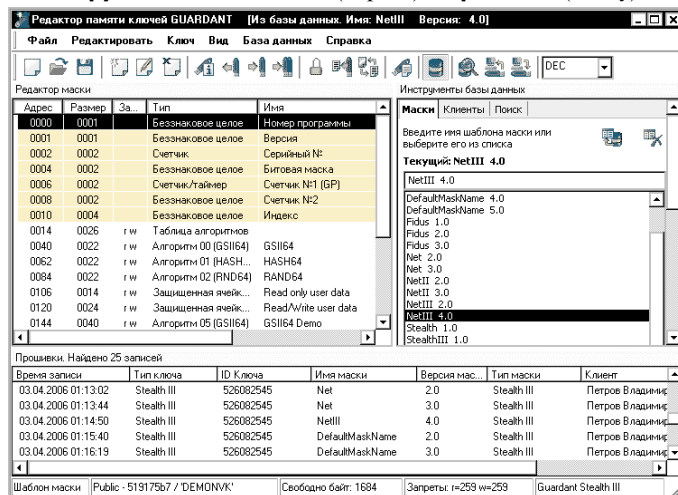 Редактор памяти ключей GUARDANT [Из базы данных. Имя: NetIII Версия: 4.0]
Файл Редактировать Ключ Вид База данных Справка
DEC
Редактор маски
Адрес Размер За... Тип Имя
0000 0001 Беззнаковое целое Номер программы
0001 0001 Беззнаковое целое Версия
0002 0002 Счетчик Серийный №
0004 0002 Беззнаковое целое Битовая маска
0006 0002 Счетчик/таймер Счетчик №1 (GP)
0008 0002 Беззнаковое целое Счетчик №2
0010 0004 Беззнаковое целое Индекс
0014 0026 r w Таблица алгоритмов
0040 0022 r w Алгоритм 00 (GSII64) GSII64
0062 0022 r w Алгоритм 01 (HASH... HASH64
0084 0022 r w Алгоритм 02 (RND64) RAND64
0106 0014 r w Защищенная ячейк... Read only user data
0120 0024 r w Защищенная ячейк... Read/Write user data
0144 0040 r w Алгоритм 05 (GSII64) GSII64 Demo
Инструменты базы данных
Маски Клиенты Поиск
Введите имя шаблона маски или
выберите его из списка
Текущий: NetIII 4.0
NetIII 4.0
DefaultMaskName 4.0
DefaultMaskName 5.0
Fidus 1.0
Fidus 2.0
Fidus 3.0
Net 2.0
Net 3.0
NetII 2.0
NetII 3.0
NetIII 2.0
NetIII 4.0
Stealth 1.0
StealthIII 1.0
Прошивки. Найдено 25 записей
Время записи Тип ключа ID Ключа Имя маски Версия мас... Тип маски Клиент
03.04.2006 01:13:02 Stealth III 526082545 Net 2.0 Stealth III Петров Владимир
03.04.2006 01:13:44 Stealth III 526082545 Net 3.0 Stealth III Петров Владимир
03.04.2006 01:14:50 Stealth III 526082545 NetIII 4.0 Stealth III Петров Владимир
03.04.2006 01:15:40 Stealth III 526082545 DefaultMaskName 2.0 Stealth III Петров Владимир
03.04.2006 01:16:19 Stealth III 526082545 DefaultMaskName 3.0 Stealth III Петров Владимир
Шаблон маски Public - 519175b7 / 'DEMONVK' Свободно байт: 1684 Запреты: r=259 w=259 Guardant Stealth III